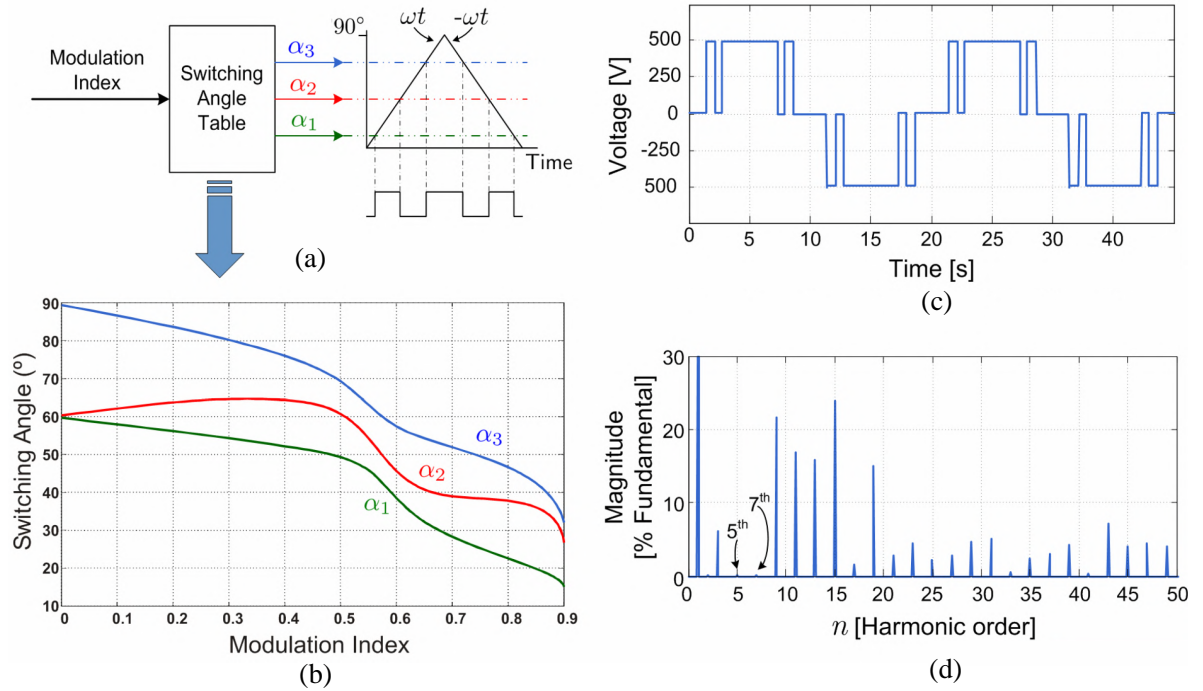 (a)
Modulation
Index
Switching
Angle
Table
α3
α2
α1
90°
ωt
-ωt
Time
(b)
Switching Angle (º)
90
80
70
60
50
40
30
20
10
0 0.1 0.2 0.3 0.4 0.5 0.6 0.7 0.8 0.9
Modulation Index
α3
α2
α1
(c)
Voltage [V]
500
250
0
-250
500
0 5 10 15 20 25 30 40
Time [s]
(d)
Magnitude
[% Fundamental]
30
20
10
0
5th
7th
0 5 10 15 20 25 30 35 40 45 50
n [Harmonic order]